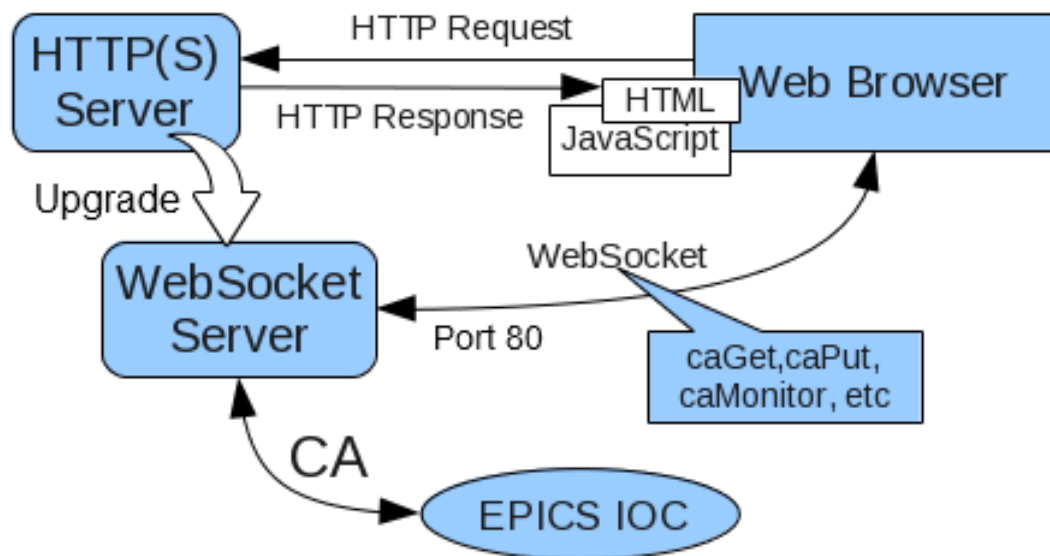 HTTP Request
HTTP(S)
Server
Web Browser
HTML
HTTP Response
JavaScript
Upgrade
WebSocket
WebSocket
Server
Port 80
caGet,caPut,
caMonitor, etc
CA
EPICS IOC